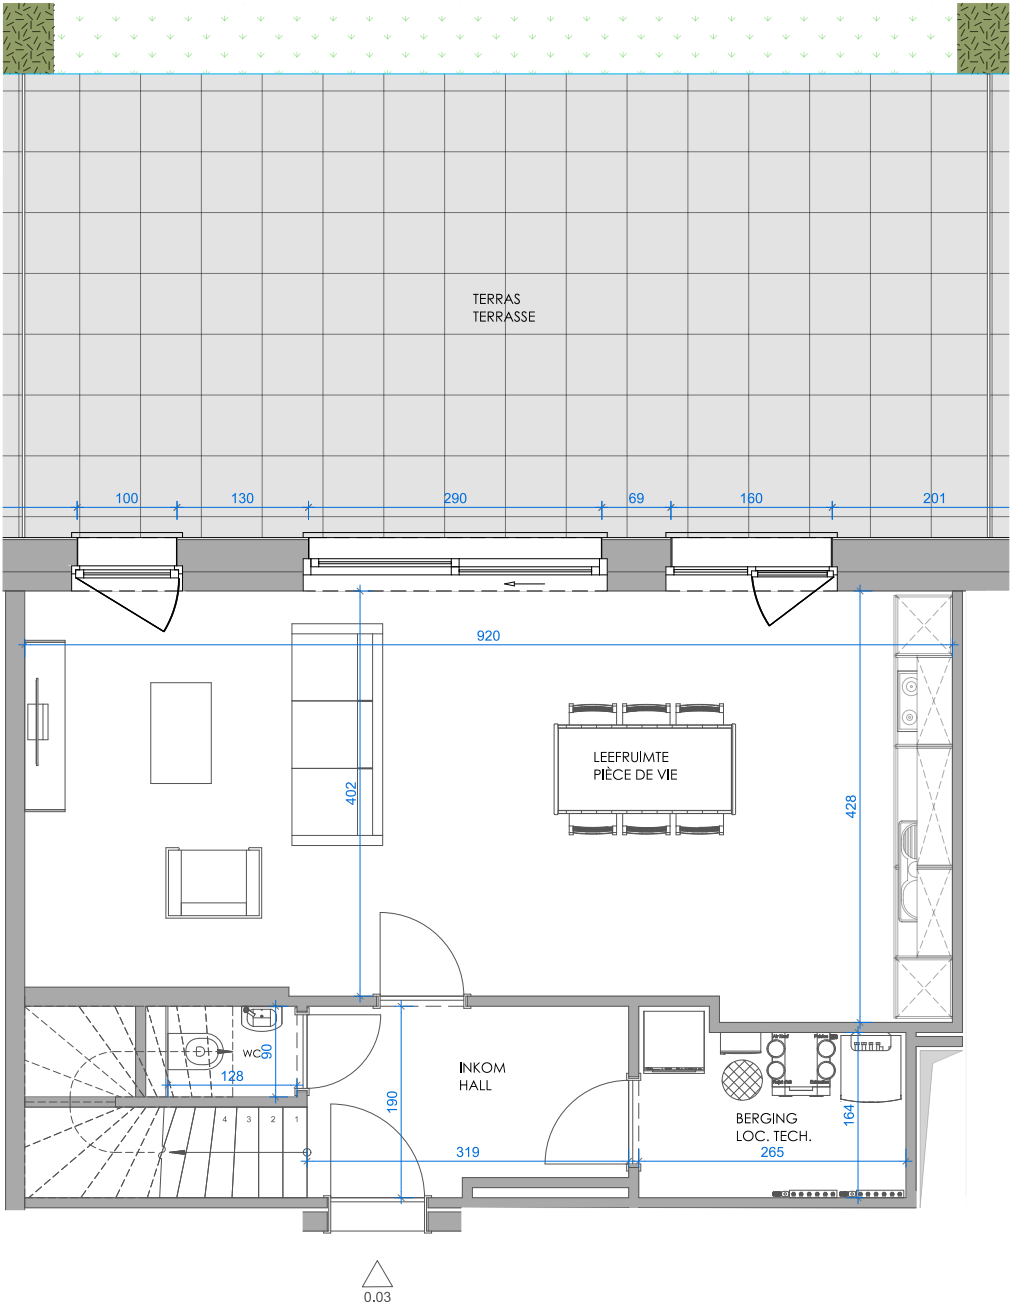 TERRAS
TERRASSE
100
130
290
69
160
201
920
LEEFRUIMTE
PIÈCE DE VIE
402
428
WC
90
128
INKOM
HALL
190
319
BERGING
LOC. TECH.
164
265
4
3
2
1
0.03